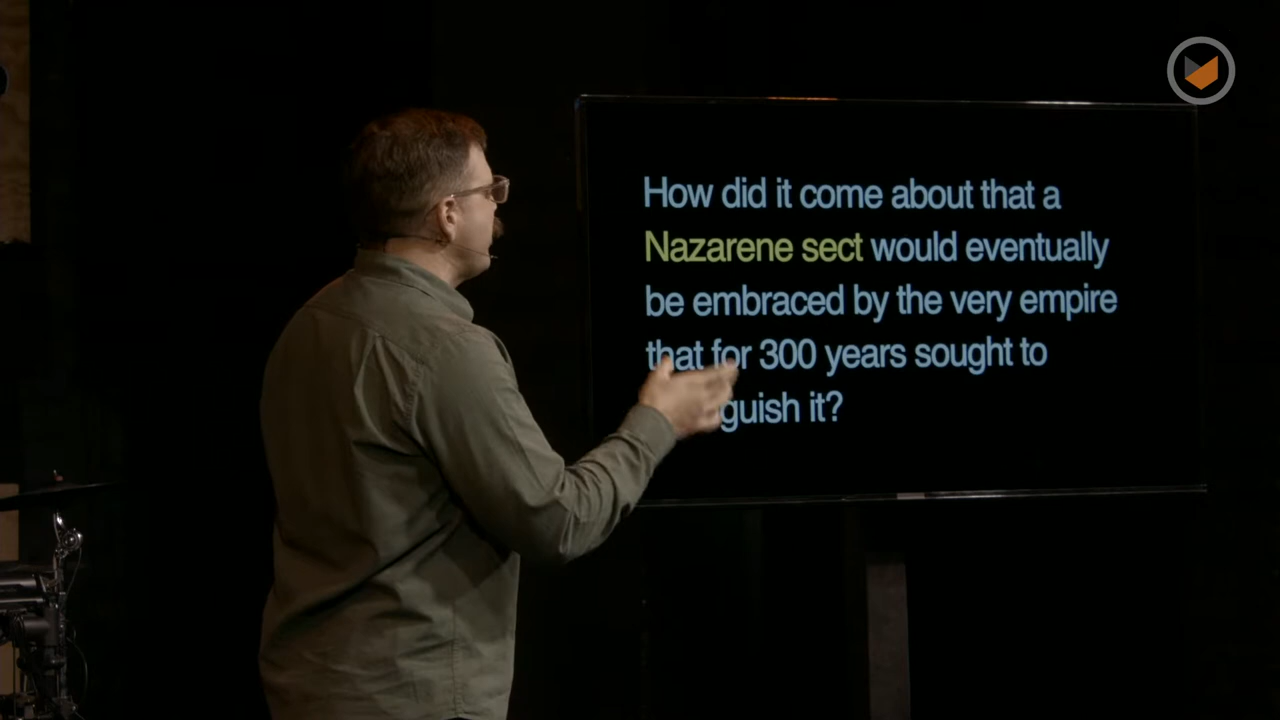 How did it come about that a
Nazarene sect would eventually
be embraced by the very empire
that for 300 years sought to
guish it?